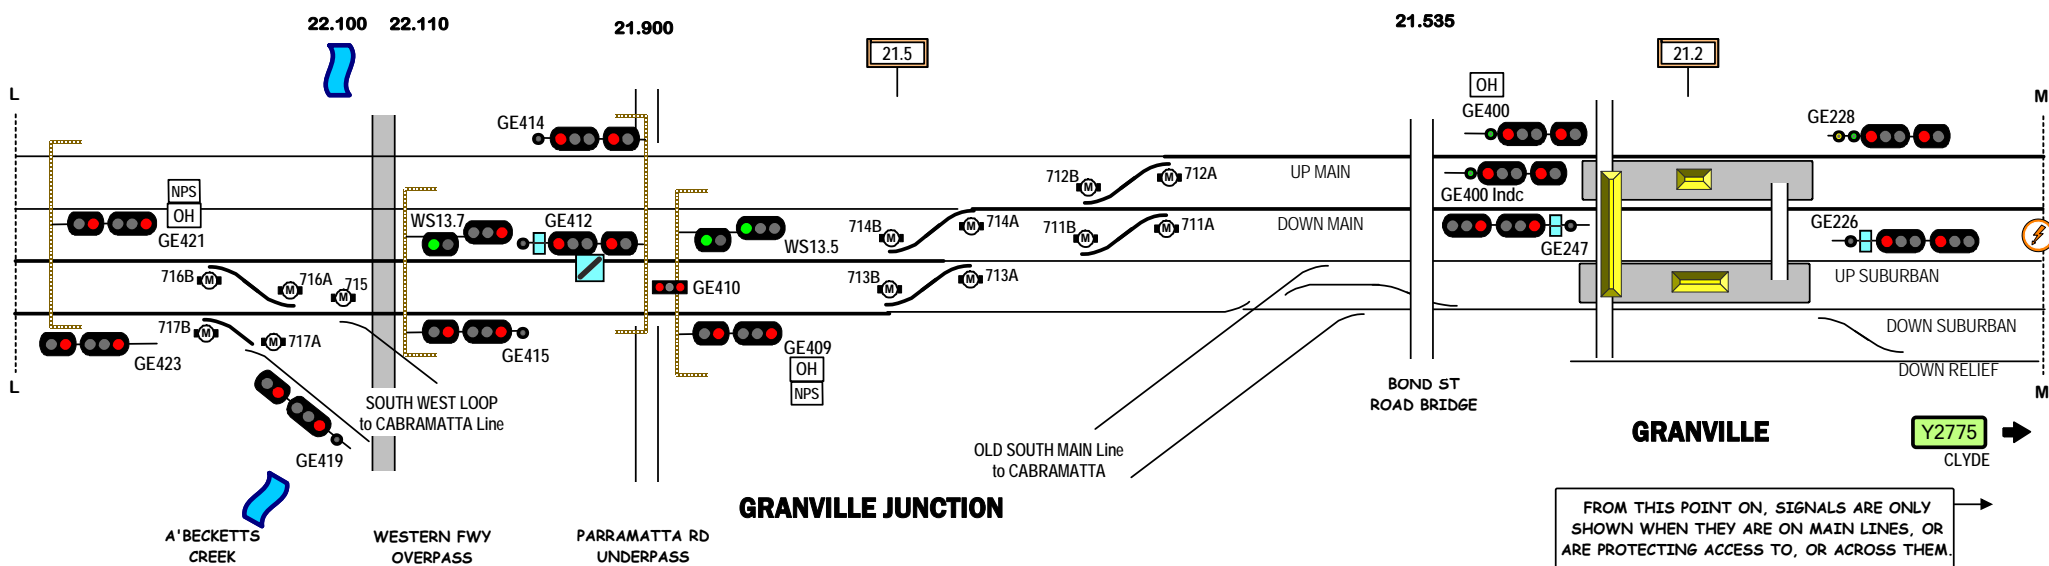 22.100
22.110
21.900
21.535
21.5
21.2
L
M
OH
GE400
GE414
GE228
NPS
OH
GE421
WS13.7
GE412
WS13.5
712B
M
M
712A
UP MAIN
GE400 Indc
714B
M
M
714A
711B
M
M
711A
DOWN MAIN
GE247
GE226
716B
M
716A
M
715
M
GE410
713B
M
M
713A
UP SUBURBAN
717B
M
M
717A
GE423
GE415
GE409
OH
NPS
DOWN SUBURBAN
DOWN RELIEF
L
M
SOUTH WEST LOOP
to CABRAMATTA Line
BOND ST
ROAD BRIDGE
GE419
OLD SOUTH MAIN Line
to CABRAMATTA
GRANVILLE
Y2775
CLYDE
GRANVILLE JUNCTION
A'BECKETTS
CREEK
WESTERN FWY
OVERPASS
PARRAMATTA RD
UNDERPASS
FROM THIS POINT ON, SIGNALS ARE ONLY
SHOWN WHEN THEY ARE ON MAIN LINES, OR
ARE PROTECTING ACCESS TO, OR ACROSS THEM.